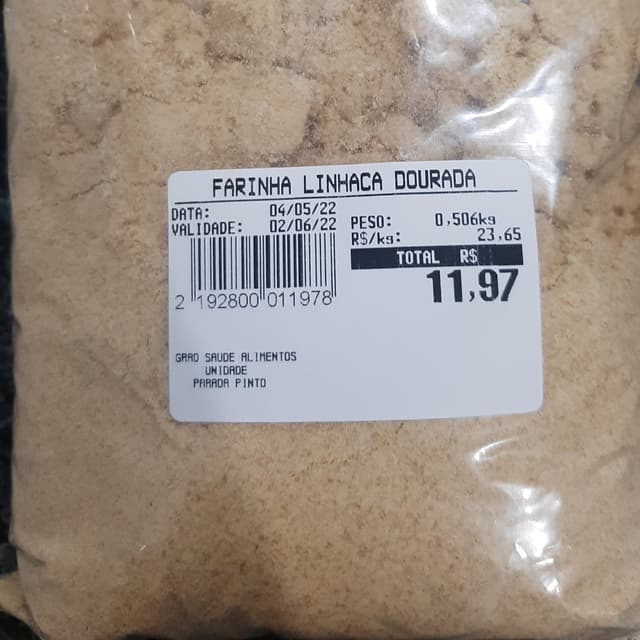 FARINHA LINHACA DOURADA
DATA: 04/05/22
VALIDADE: 02/06/22
PESO: 0,506kg
R$/kg: 23.65
TOTAL R$
11,97
2 192800 011978
GRAO SAUDE ALIMENTOS
UNIDADE
PARADA PINTO